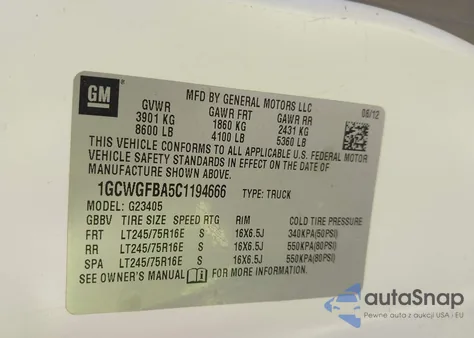 GM
MFD BY GENERAL MOTORS LLC
06/12
GVWR GAWR FRT GAWR RR
3901 KG 1860 KG 2431 KG
8600 LB 4100 LB 5360 LB
THIS VEHICLE CONFORMS TO ALL APPLICABLE U.S. FEDERAL MOTOR
VEHICLE SAFETY STANDARDS IN EFFECT ON THE DATE OF
MANUFACTURE SHOWN ABOVE.
1GCWGFBA5C1194666 TYPE: TRUCK
MODEL: G23405
GBBV TIRE SIZE SPEED RTG RIM COLD TIRE PRESSURE
FRT LT245/75R16E S 16X6.5J 340KPA(50PSI)
RR LT245/75R16E S 16X6.5J 550KPA(80PSI)
SPA LT245/75R16E S 16X6.5J 550KPA(80PSI)
SEE OWNER'S MANUAL FOR MORE INFORMATION
autoSnap
Pewne auta z aukcji USA i EU